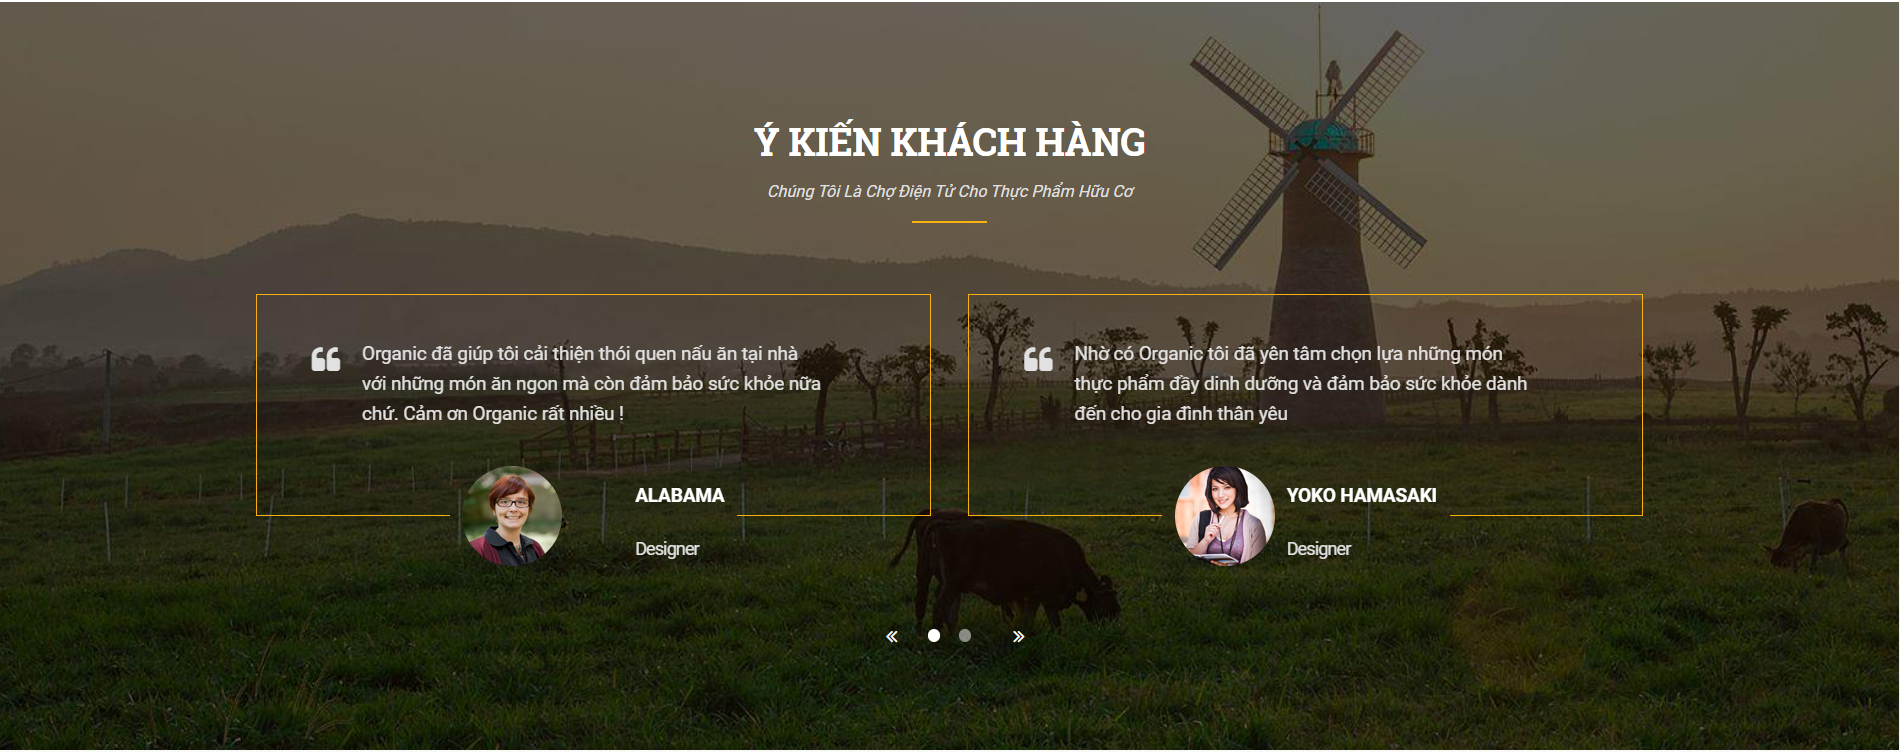 Ý KIẾN KHÁCH HÀNG
Chúng Tôi Là Chợ Điện Tử Cho Thực Phẩm Hữu Cơ
Organic đã giúp tôi cải thiện thói quen nấu ăn tại nhà
với những món ăn ngon mà còn đảm bảo sức khỏe nữa
chứ. Cảm ơn Organic rất nhiều !
ALABAMA
Designer
Nhờ có Organic tôi đã yên tâm chọn lựa những món
thực phẩm đầy dinh dưỡng và đảm bảo sức khỏe dành
đến cho gia đình thân yêu
YOKO HAMASAKI
Designer